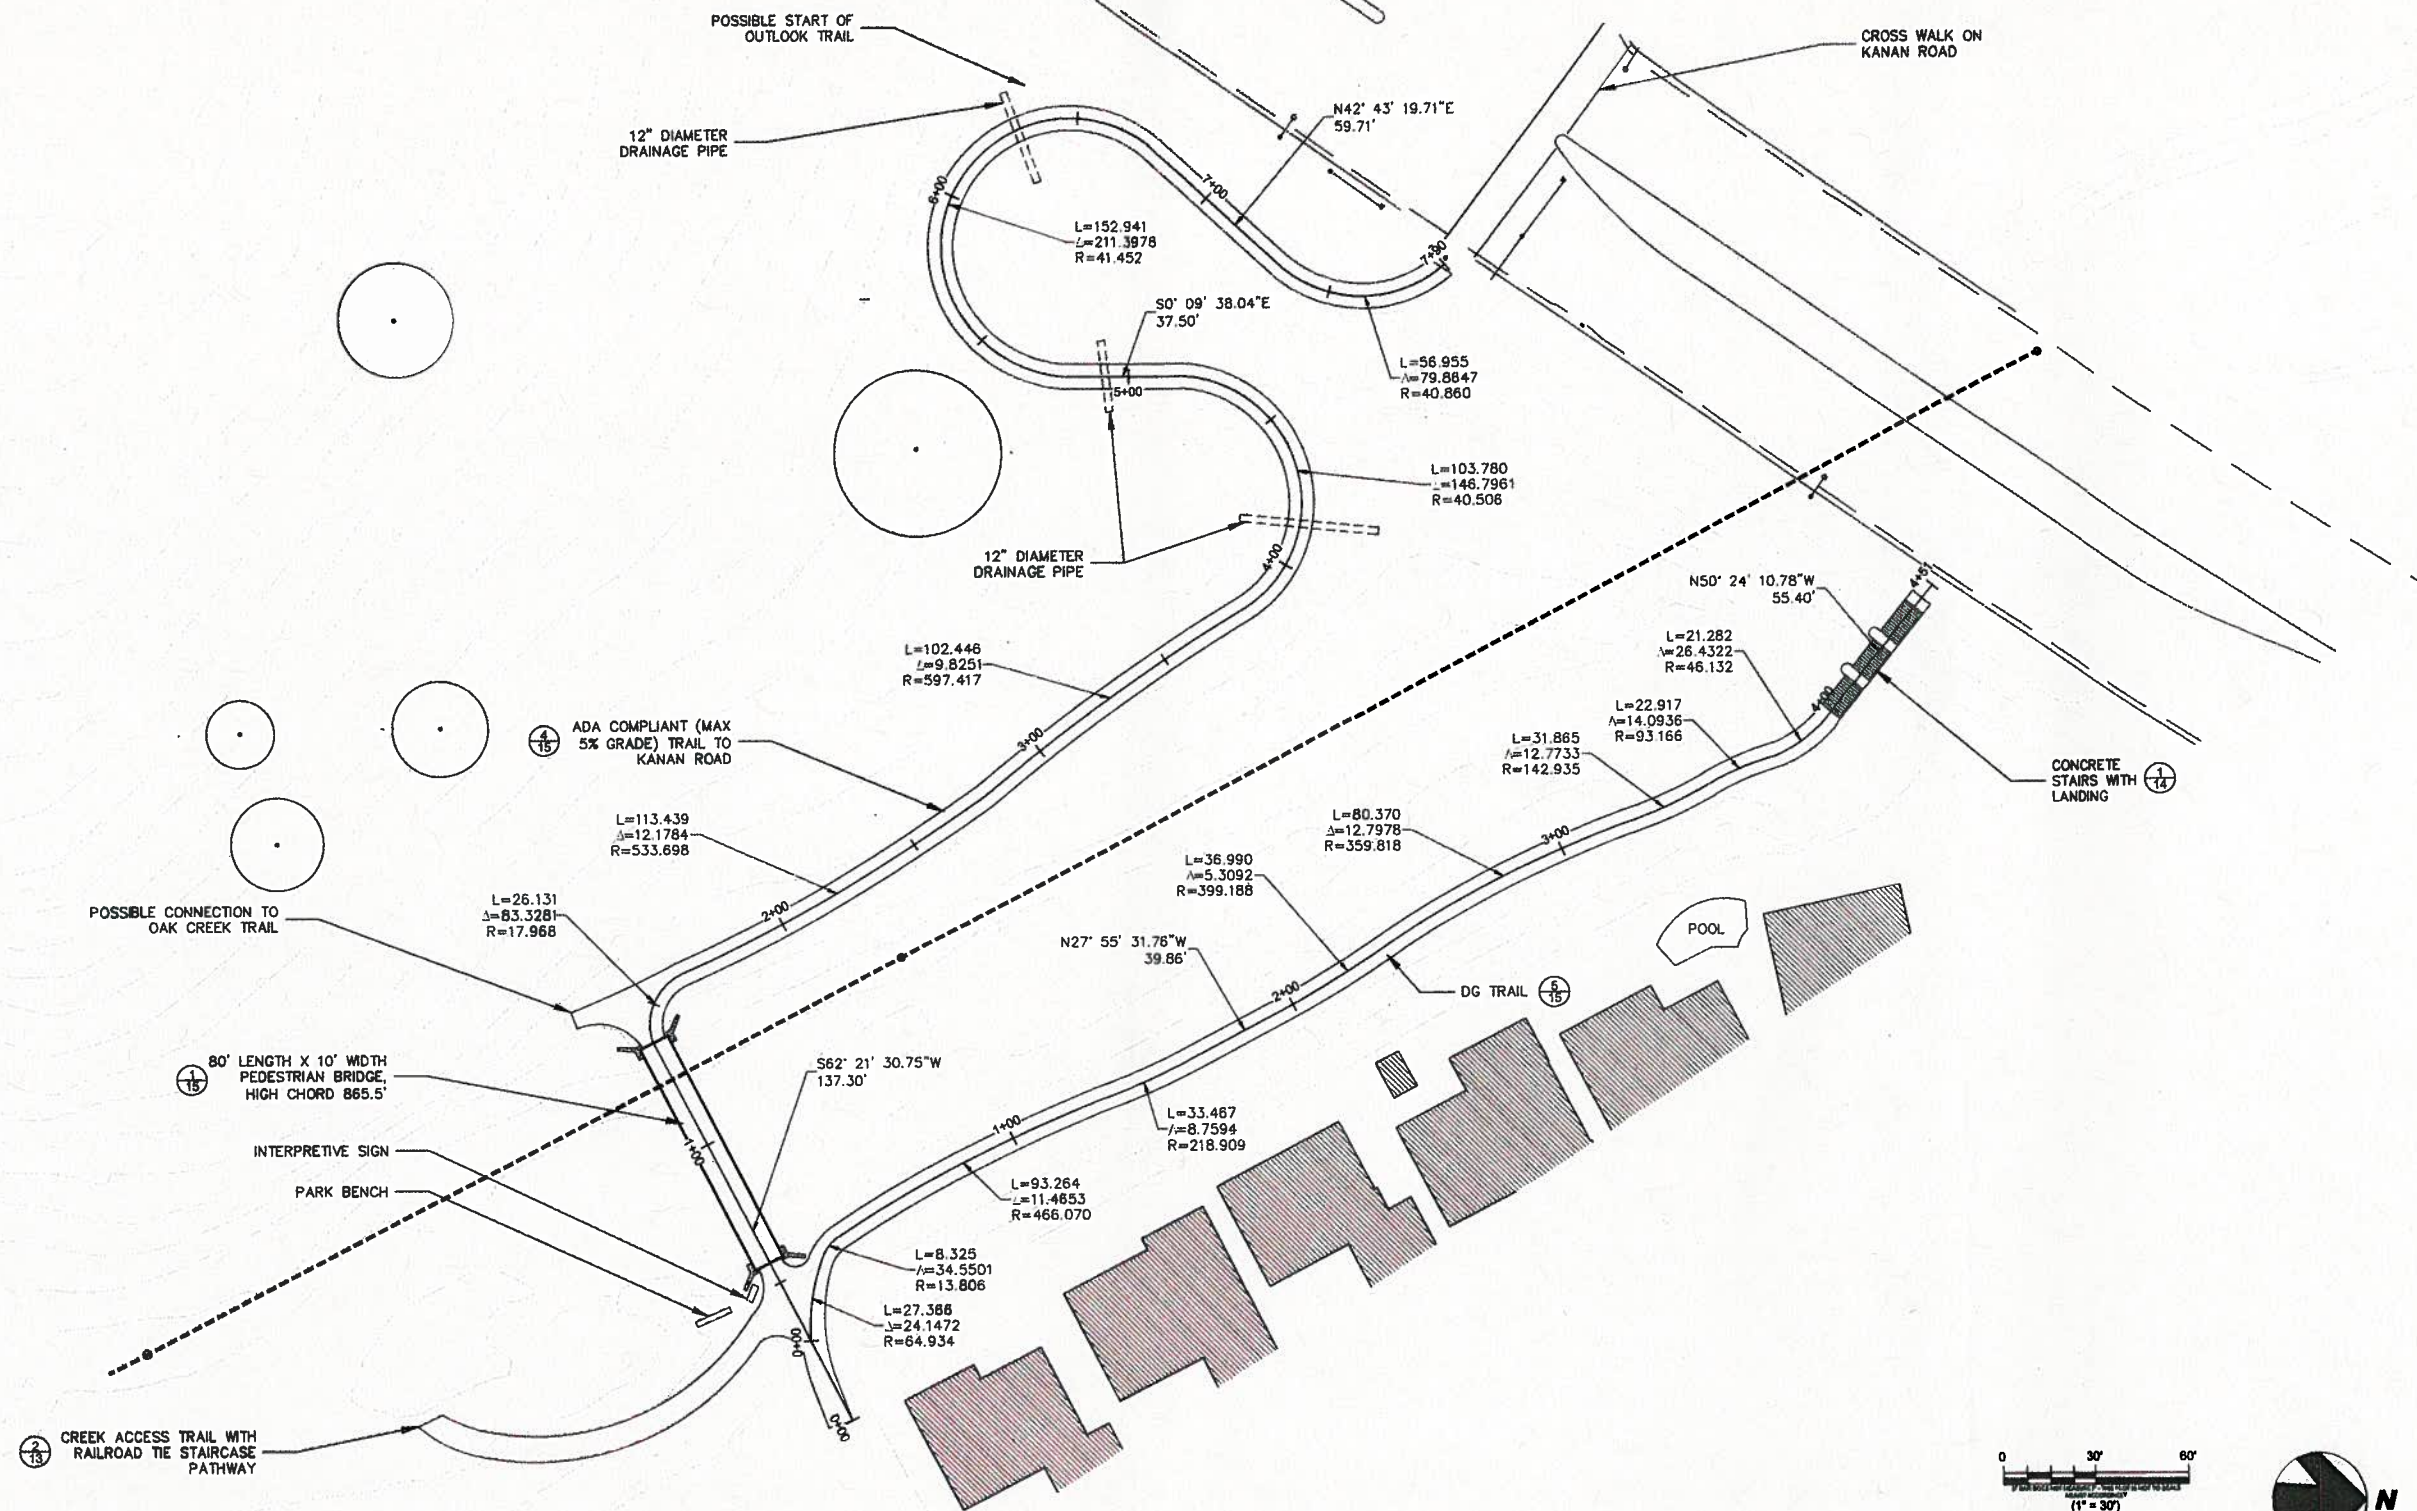 POSSIBLE START OF
OUTLOOK TRAIL
CROSS WALK ON
KANAN ROAD
12" DIAMETER
DRAINAGE PIPE
N42° 43' 19.71"E
59.71'
6+00
7+00
7+90
L=152.941
Δ=211.3978
R=41.452
S0° 09' 38.04"E
37.50'
L=56.955
Δ=79.8647
R=40.860
5+00
L=103.780
Δ=146.7961
R=40.506
12" DIAMETER
DRAINAGE PIPE
4+00
N50° 24' 10.78"W
55.40'
4+51
L=102.446
Δ=9.8251
R=597.417
L=21.282
Δ=26.4322
R=46.132
4+00
L=22.917
Δ=14.0936
R=93.166
4
15
ADA COMPLIANT (MAX
5% GRADE) TRAIL TO
KANAN ROAD
3+00
L=31.865
Δ=12.7733
R=142.935
CONCRETE
STAIRS WITH
LANDING
1
14
L=113.439
Δ=12.1784
R=533.698
L=80.370
Δ=12.7978
R=359.818
3+00
L=36.990
Δ=5.3092
R=399.188
L=26.131
Δ=83.3281
R=17.968
2+00
POSSIBLE CONNECTION TO
OAK CREEK TRAIL
POOL
N27° 55' 31.76"W
39.86'
2+00
DG TRAIL
5
15
1
15
80' LENGTH X 10' WIDTH
PEDESTRIAN BRIDGE,
HIGH CHORD 865.5'
S62° 21' 30.75"W
137.30'
1+00
1+00
L=33.467
Δ=8.7594
R=218.909
INTERPRETIVE SIGN
PARK BENCH
L=93.264
Δ=11.4653
R=466.070
L=8.325
Δ=34.5501
R=13.806
L=27.366
Δ=24.1472
R=64.934
0+00
0+00
2
13
CREEK ACCESS TRAIL WITH
RAILROAD TIE STAIRCASE
PATHWAY
0 30' 60'
(1" = 30')
N